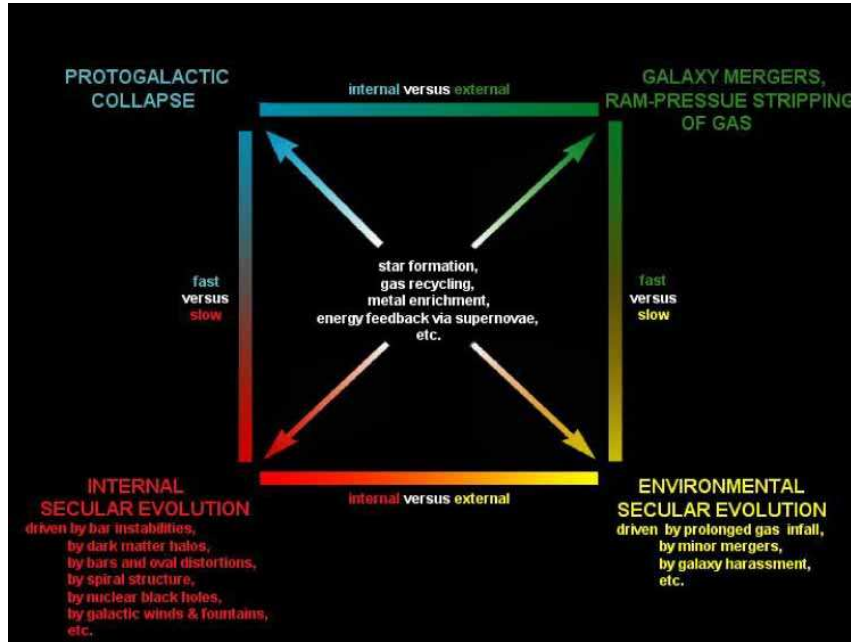 PROTOGALACTIC
COLLAPSE
internal versus external
GALAXY MERGERS,
RAM-PRESSUE STRIPPING
OF GAS
fast
versus
slow
star formation,
gas recycling,
metal enrichment,
energy feedback via supernovae,
etc.
fast
versus
slow
INTERNAL
SECULAR EVOLUTION
driven by bar instabilities,
by dark matter halos,
by bars and oval distortions,
by spiral structure,
by nuclear black holes,
by galactic winds & fountains,
etc.
internal versus external
ENVIRONMENTAL
SECULAR EVOLUTION
driven by prolonged gas infall,
by minor mergers,
by galaxy harassment,
etc.